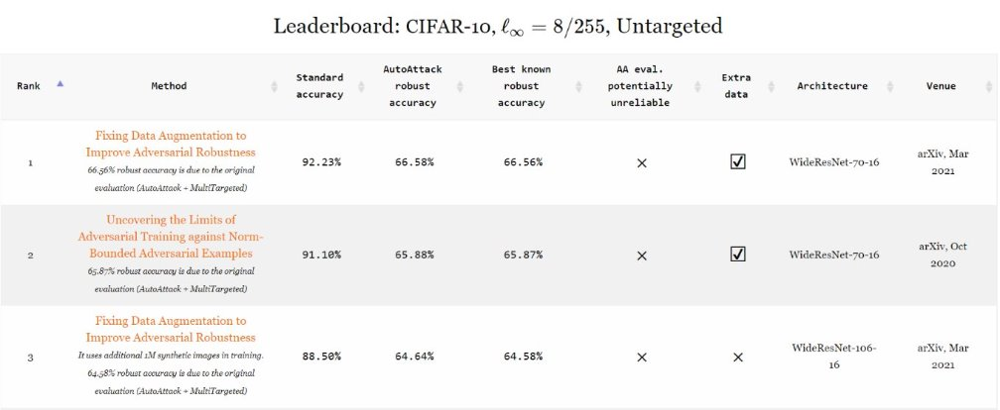 Leaderboard: CIFAR-10, ℓ∞ = 8/255, Untargeted
Rank Method Standard accuracy AutoAttack robust accuracy Best known robust accuracy AA eval. potentially unreliable Extra data Architecture Venue
1
Fixing Data Augmentation to
Improve Adversarial Robustness
66.56% robust accuracy is due to the original
evaluation (AutoAttack + MultiTargeted)
92.23% 66.58% 66.56% × ☑ WideResNet-70-16
arXiv, Mar
2021
2
Uncovering the Limits of
Adversarial Training against Norm-
Bounded Adversarial Examples
65.87% robust accuracy is due to the original
evaluation (AutoAttack + MultiTargeted)
91.10% 65.88% 65.87% × ☑ WideResNet-70-16
arXiv, Oct
2020
3
Fixing Data Augmentation to
Improve Adversarial Robustness
It uses additional 1M synthetic images in training.
64.58% robust accuracy is due to the original
evaluation (AutoAttack + MultiTargeted)
88.50% 64.64% 64.58% × ×
WideResNet-106-
16
arXiv, Mar
2021